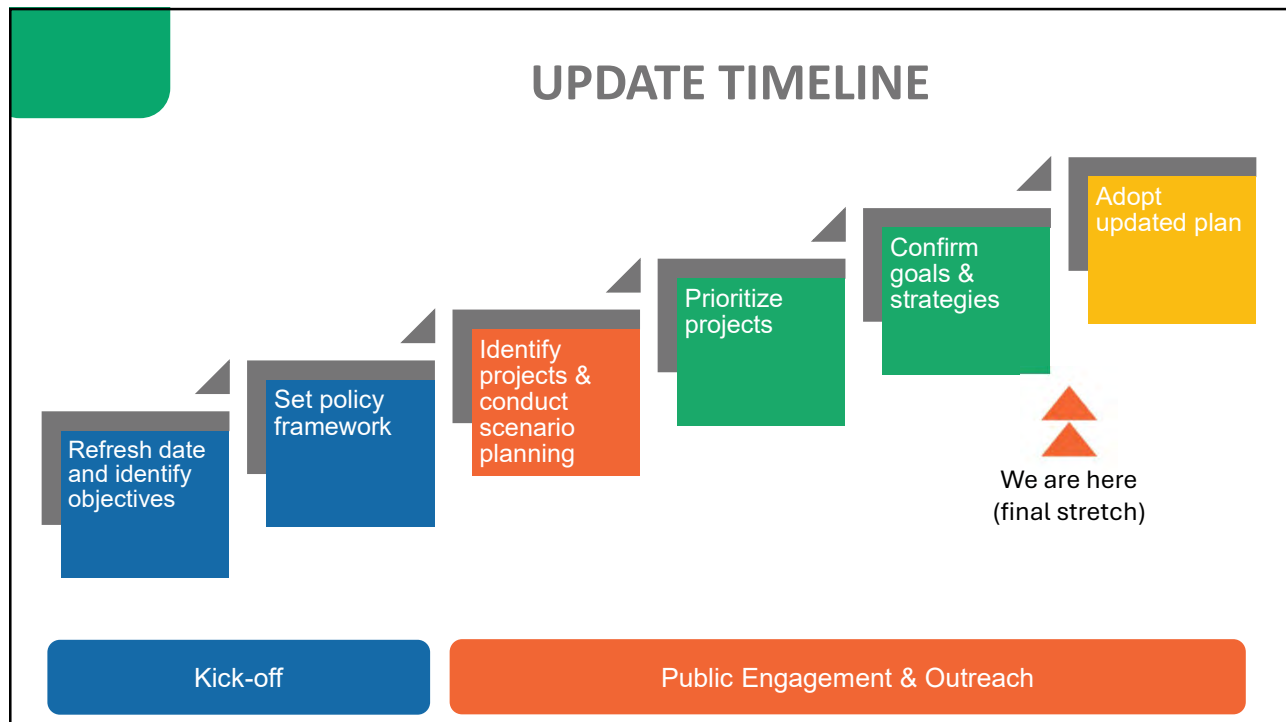 UPDATE TIMELINE
Refresh date
and identify
objectives
Set policy
framework
Identify
projects &
conduct
scenario
planning
Prioritize
projects
Confirm
goals &
strategies
Adopt
updated plan
We are here
(final stretch)
Kick-off
Public Engagement & Outreach